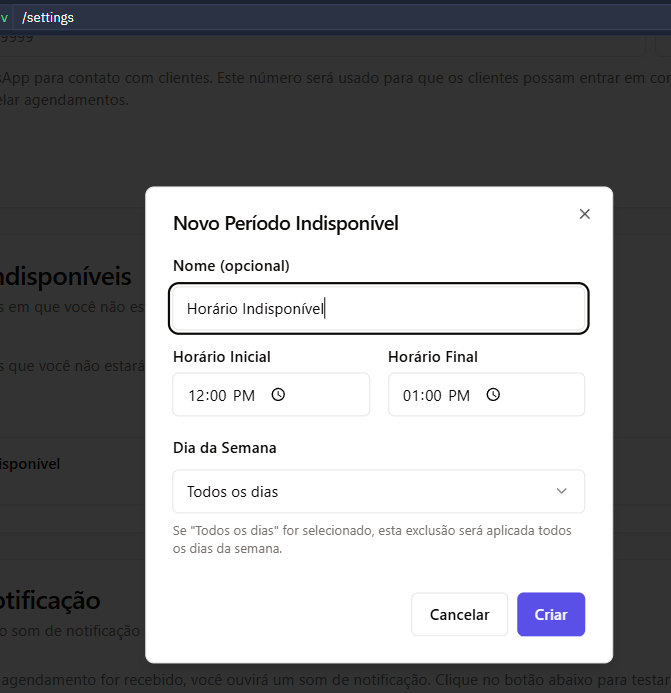 v /settings
9999
sApp para contato com clientes. Este número será usado para que os clientes possam entrar em con
elar agendamentos.
Novo Período Indisponível
Nome (opcional)
ndisponíveis
s em que você não es
Horário Indisponível
s que você não estará
Horário Inicial
Horário Final
12:00 PM
01:00 PM
Dia da Semana
isponível
Todos os dias
Se "Todos os dias" for selecionado, esta exclusão será aplicada todos
os dias da semana.
otificação
o som de notificação
Cancelar
Criar
agendamento for recebido, você ouvirá um som de notificação. Clique no botão abaixo para testar